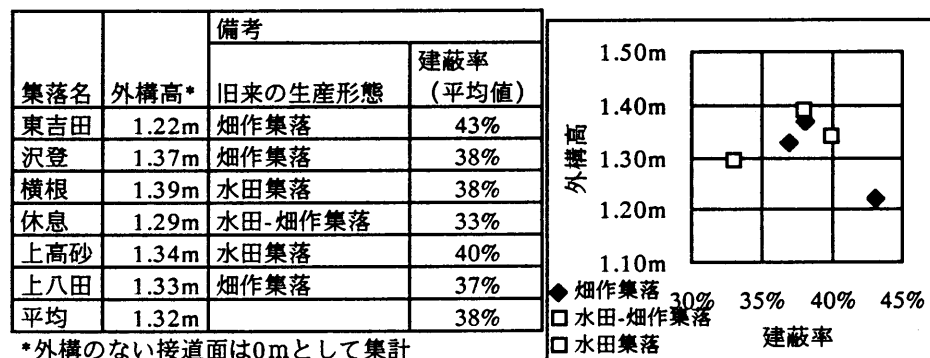 備考
集落名 外構高* 旧来の生産形態 建蔽率（平均値）
東吉田 1.22m 畑作集落 43%
沢登 1.37m 畑作集落 38%
横根 1.39m 水田集落 38%
休息 1.29m 水田-畑作集落 33%
上高砂 1.34m 水田集落 40%
上八田 1.33m 畑作集落 37%
平均 1.32m 38%
*外構のない接道面は0mとして集計
外構高
1.50m
1.40m
1.30m
1.20m
1.10m
30% 35% 40% 45%
建蔽率
畑作集落
水田-畑作集落
水田集落